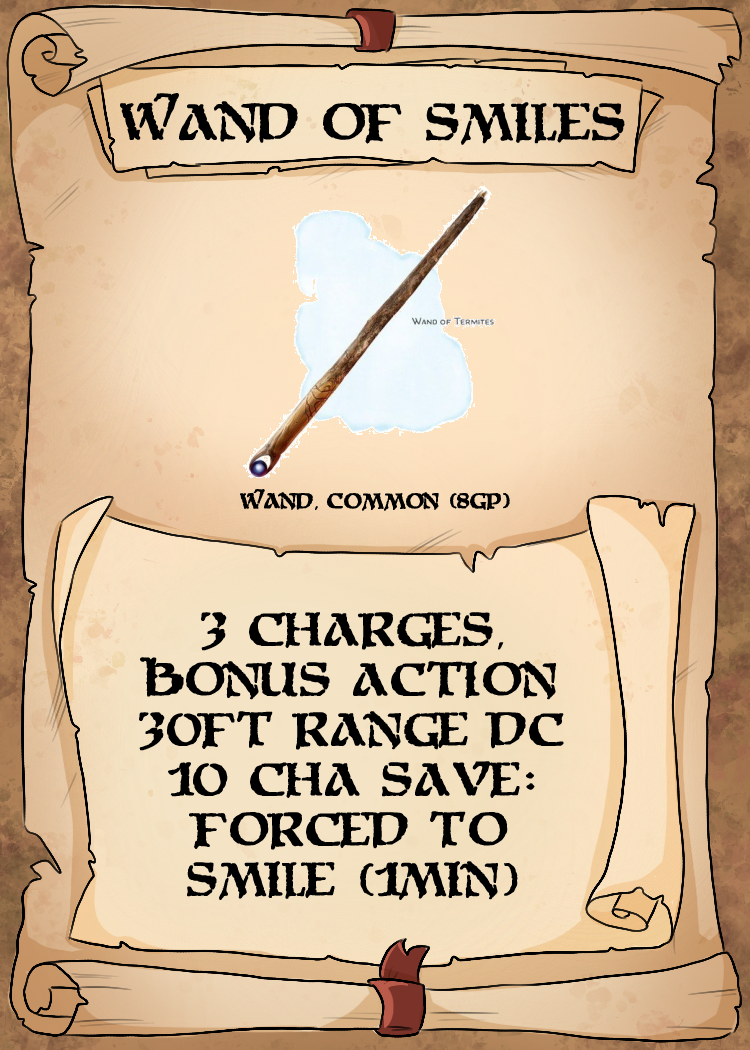 WAND OF SMILES
WAND OF TERMITES
WAND, COMMON (8GP)
3 CHARGES,
BONUS ACTION
30FT RANGE DC
10 CHA SAVE:
FORCED TO
SMILE (1MIN)